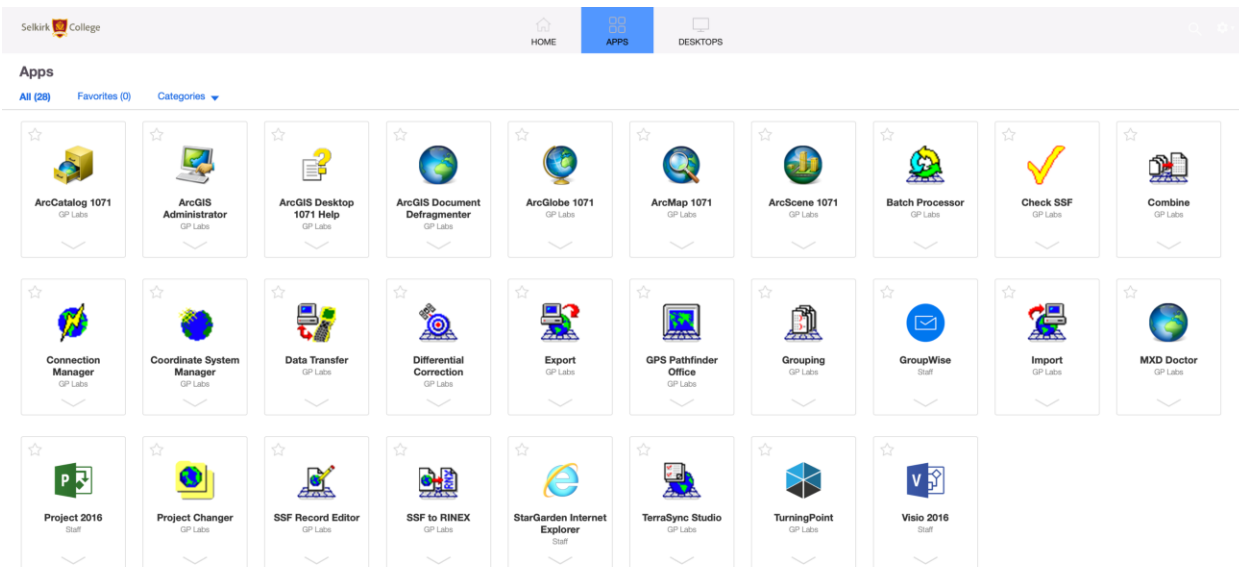 Selkirk College
HOME APPS DESKTOPS
Apps
All (28) Favorites (0) Categories
ArcCatalog 1071
GP Labs
ArcGIS
Administrator
GP Labs
ArcGIS Desktop
1071 Help
GP Labs
ArcGIS Document
Defragmenter
GP Labs
ArcGlobe 1071
GP Labs
ArcMap 1071
GP Labs
ArcScene 1071
GP Labs
Batch Processor
GP Labs
Check SSF
GP Labs
Combine
GP Labs
Connection
Manager
GP Labs
Coordinate System
Manager
GP Labs
Data Transfer
GP Labs
Differential
Correction
GP Labs
Export
GP Labs
GPS Pathfinder
Office
GP Labs
Grouping
GP Labs
GroupWise
Staff
Import
GP Labs
MXD Doctor
GP Labs
P
Project 2016
Staff
Project Changer
GP Labs
SSF Record Editor
GP Labs
RNX
SSF to RINEX
GP Labs
StarGarden Internet
Explorer
Staff
TerraSync Studio
GP Labs
TurningPoint
GP Labs
V
Visio 2016
Staff